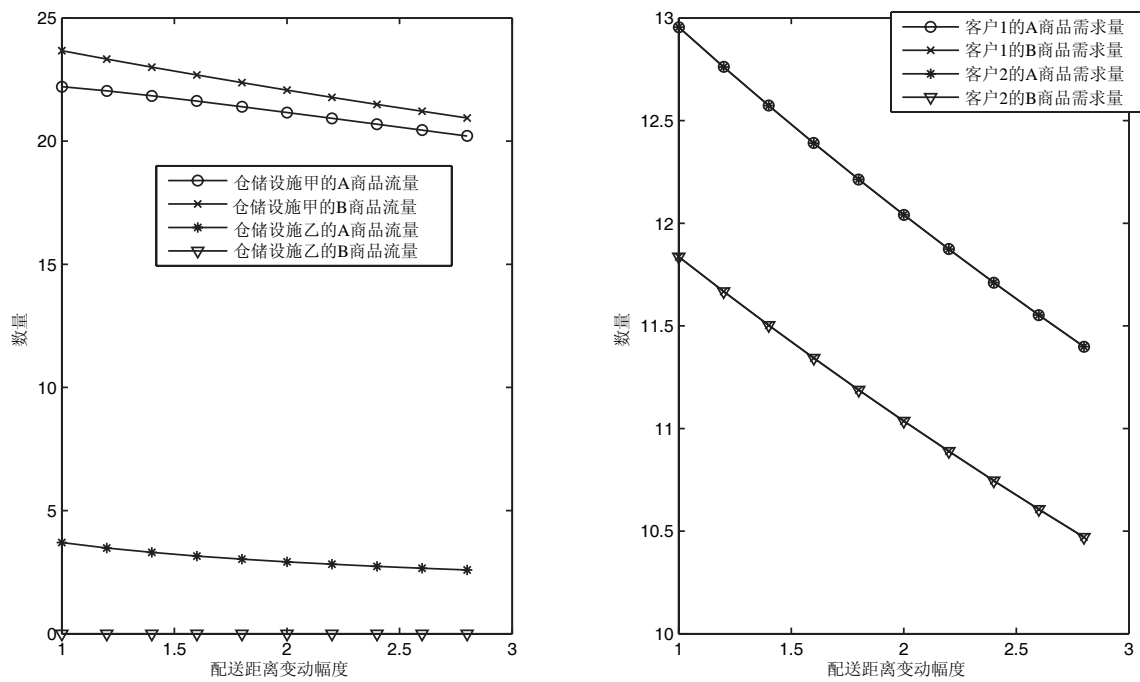 25
20
15
10
5
0
数量
仓储设施甲的A商品流量
仓储设施甲的B商品流量
仓储设施乙的A商品流量
仓储设施乙的B商品流量
1
1.5
2
2.5
3
配送距离变动幅度
13
12.5
12
11.5
11
10.5
10
数量
客户1的A商品需求量
客户1的B商品需求量
客户2的A商品需求量
客户2的B商品需求量
1
1.5
2
2.5
3
配送距离变动幅度